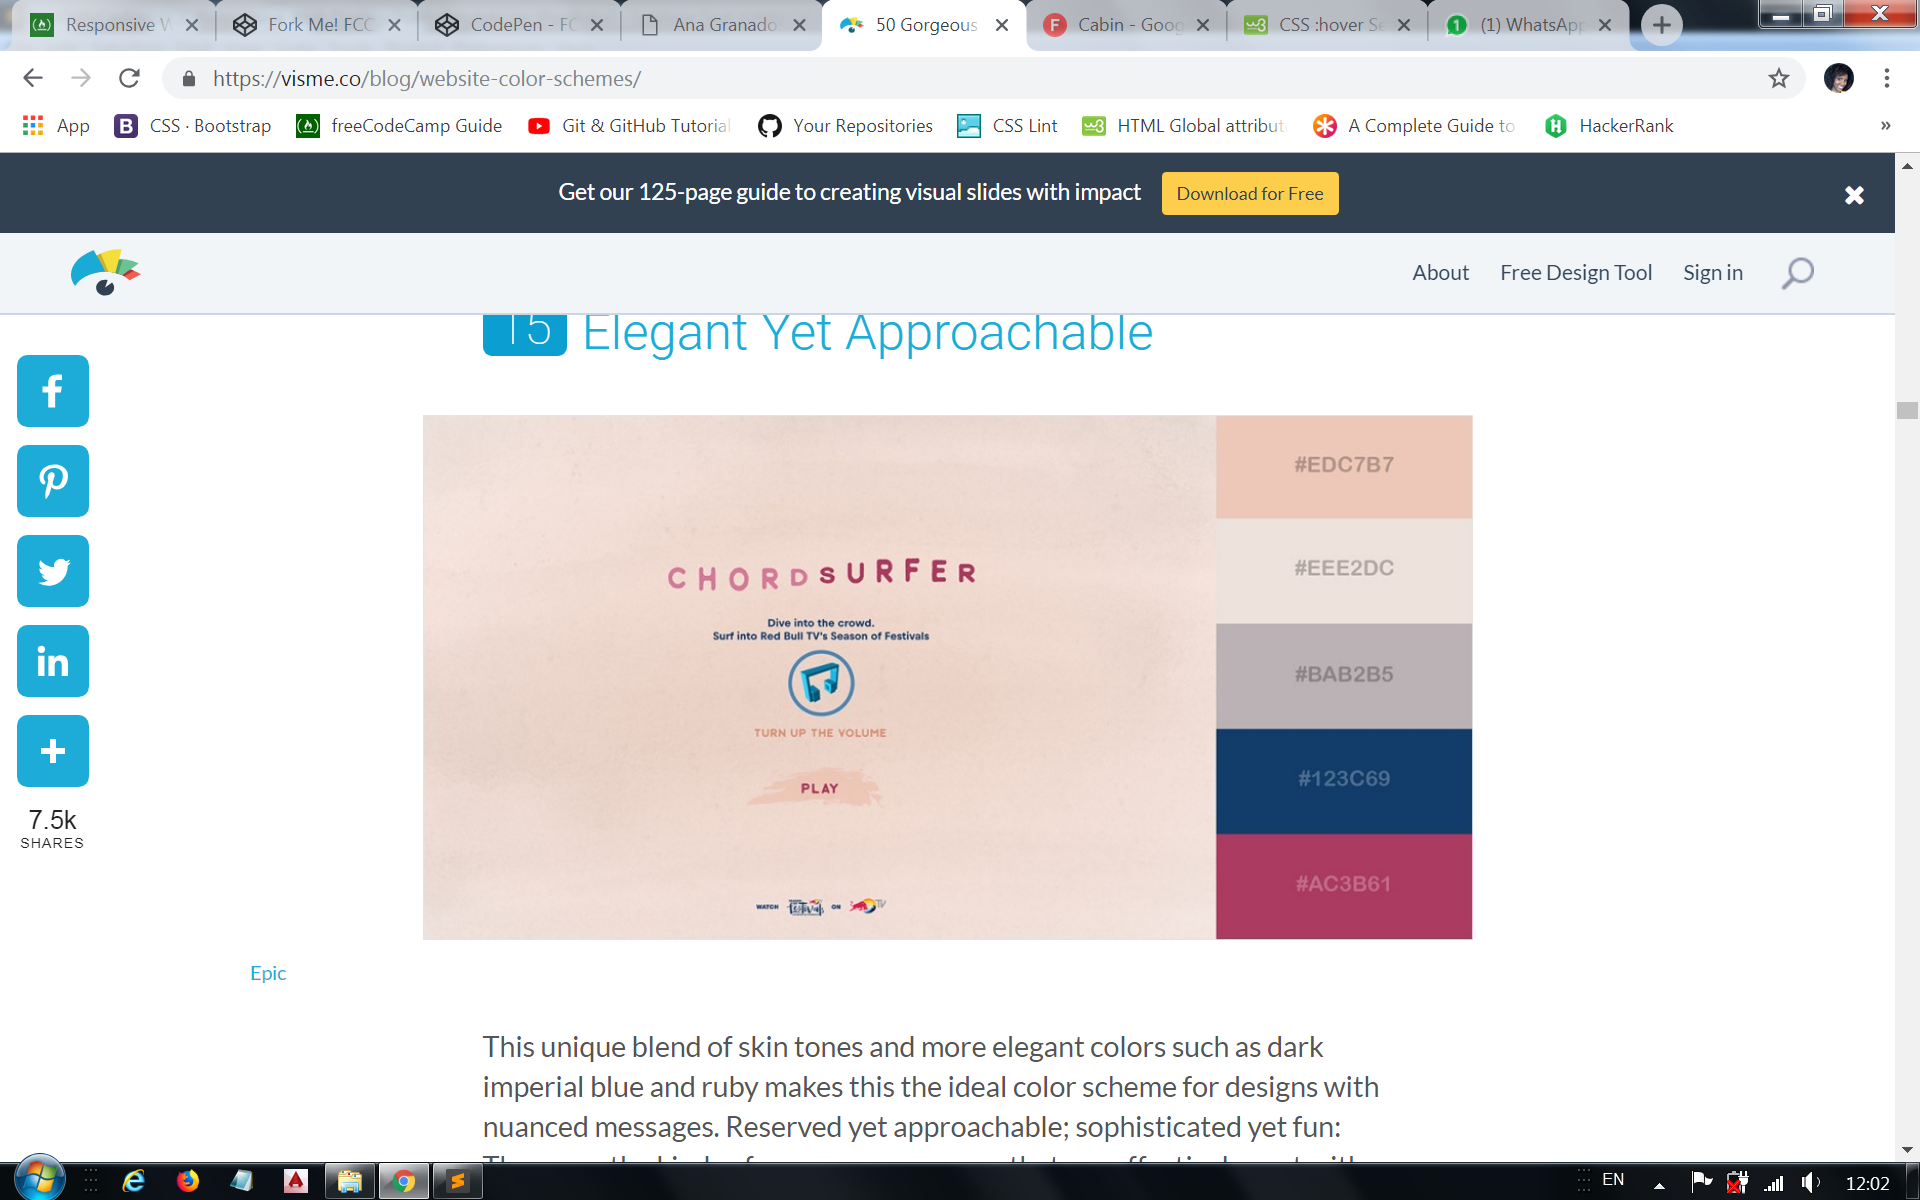 Responsive W
Fork Me! FCC
CodePen - FC
Ana Granado
50 Gorgeous
Cabin - Goog
CSS :hover Se
(1) WhatsApp
https://visme.co/blog/website-color-schemes/
App
CSS · Bootstrap
freeCodeCamp Guide
Git & GitHub Tutorial
Your Repositories
CSS Lint
HTML Global attribut
A Complete Guide to
HackerRank
»
Get our 125-page guide to creating visual slides with impact
Download for Free
About
Free Design Tool
Sign in
15 Elegant Yet Approachable
7.5k
SHARES
CHORDSURFER
Dive into the crowd.
Surf into Red Bull TV's Season of Festivals
TURN UP THE VOLUME
PLAY
WATCH
festivals
ON
TV
#EDC7B7
#EEE2DC
#BAB2B5
#123C69
#AC3B61
Epic
This unique blend of skin tones and more elegant colors such as dark
imperial blue and ruby makes this the ideal color scheme for designs with
nuanced messages. Reserved yet approachable; sophisticated yet fun:
EN
12:02